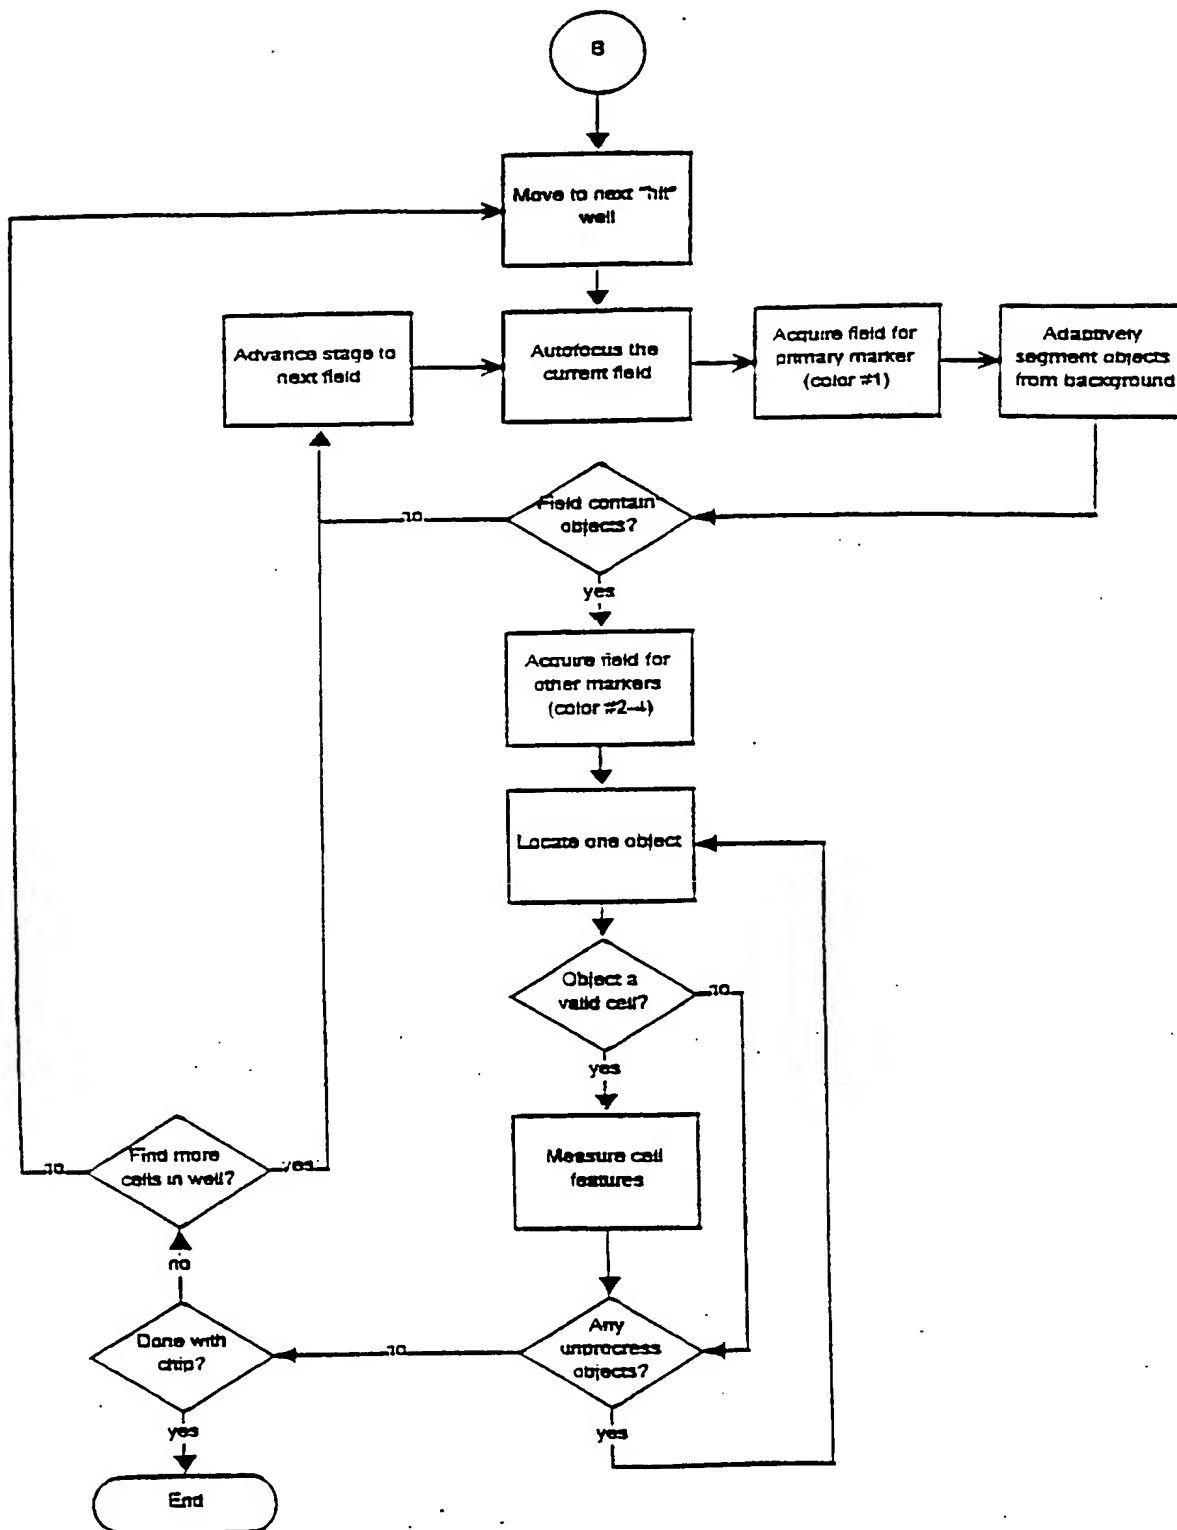 B
Move to next "hit"
well
Advance stage to
next field
Autofocus the
current field
Acquire field for
primary marker
(color #1)
Adaptively
segment objects
from background
Field contain
objects?
no
yes
Acquire field for
other markers
(color #2-4)
Locate one object
Object a
valid cell?
no
yes
Measure cell
features
Find more
cells in well?
no
yes
no
Done with
chip?
no
Any
unprocress
objects?
yes
yes
End